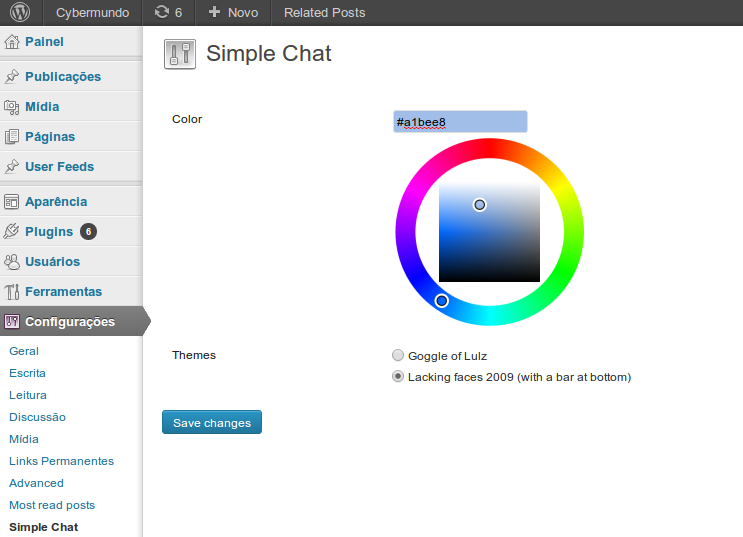 Cybermundo 6 Novo Related Posts
Painel
Publicações
Mídia
Páginas
User Feeds
Aparência
Plugins 6
Usuários
Ferramentas
Configurações
Geral
Escrita
Leitura
Discussão
Mídia
Links Permanentes
Advanced
Most read posts
Simple Chat
Simple Chat
Color
#a1bee8
Themes
Goggle of Lulz
Lacking faces 2009 (with a bar at bottom)
Save changes